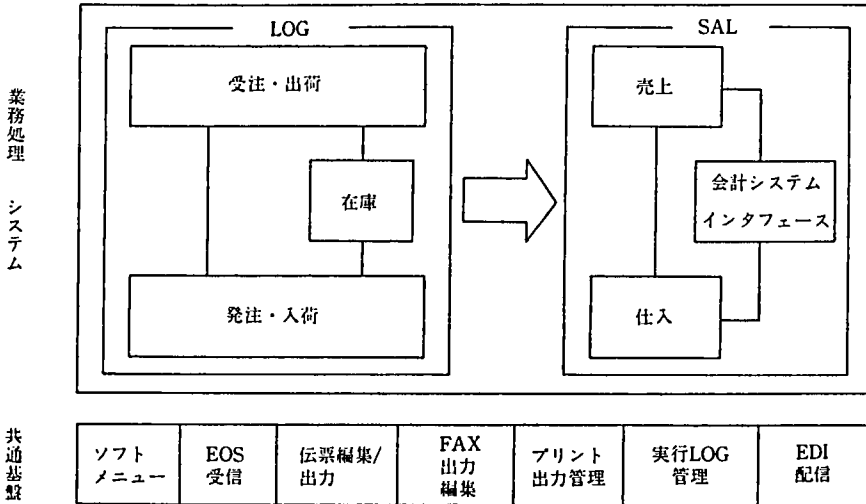 業務処理 システム
LOG
受注・出荷
在庫
発注・入荷
SAL
売上
会計システム
インタフェース
仕入
共通基盤
ソフト
メニュー
EOS
受信
伝票編集/
出力
FAX
出力
編集
プリント
出力管理
実行LOG
管理
EDI
配信